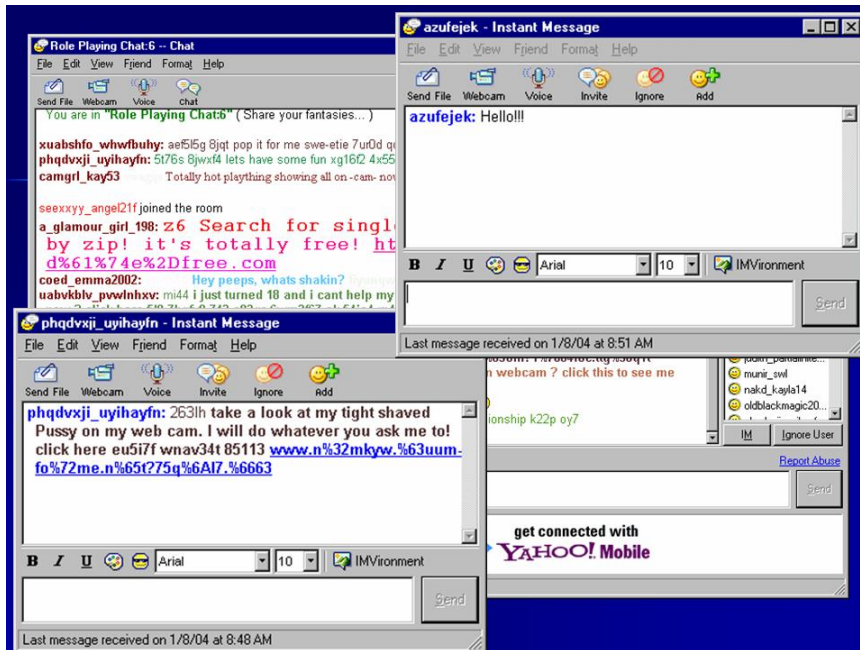 Role Playing Chat:6 -- Chat
File Edit View Friend Format Help
Send File Webcam Voice Chat
You are in "Role Playing Chat:6" ( Share your fantasies... )
xuabshfo_whwfbuhy: aef5l5g 8jqt pop it for me swe-etie 7ur0d
phqdvxji_uyihayfn: 5t76s 8jwxf4 lets have some fun xg16f2 4x55
camgrl_kay53 Totally hot plaything showing all on -cam-
seexxyy_angel21f joined the room
a_glamour_girl_198: z6 Search for singl
by zip! it's totally free! ht
d%61%74e%2Dfree.com
coed_emma2002: Hey peeps, whats shakin?
uabvkblv_pvwlnhxv: mi44 i just turned 18 and i cant help my
azufejek - Instant Message
File Edit View Friend Format Help
Send File Webcam Voice Invite Ignore Add
azufejek: Hello!!!
B I U Arial 10 IMVironment
Send
Last message received on 1/8/04 at 8:51 AM
phqdvxji_uyihayfn - Instant Message
File Edit View Friend Format Help
Send File Webcam Voice Invite Ignore Add
phqdvxji_uyihayfn: 263lh take a look at my tight shaved
Pussy on my web cam. I will do whatever you ask me to!
click here eu5i7f wnav34t 85113 www.n%32mkyw.%63uum-
fo%72me.n%65t?75q%6Al7.%6663
B I U Arial 10 IMVironment
Send
Last message received on 1/8/04 at 8:48 AM
webcam ? click this to see me
ionship k22p oy7
munir_swl
nakd_kayla14
oldblackmagic20...
IM Ignore User
Report Abuse
Send
get connected with
YAHOO! Mobile